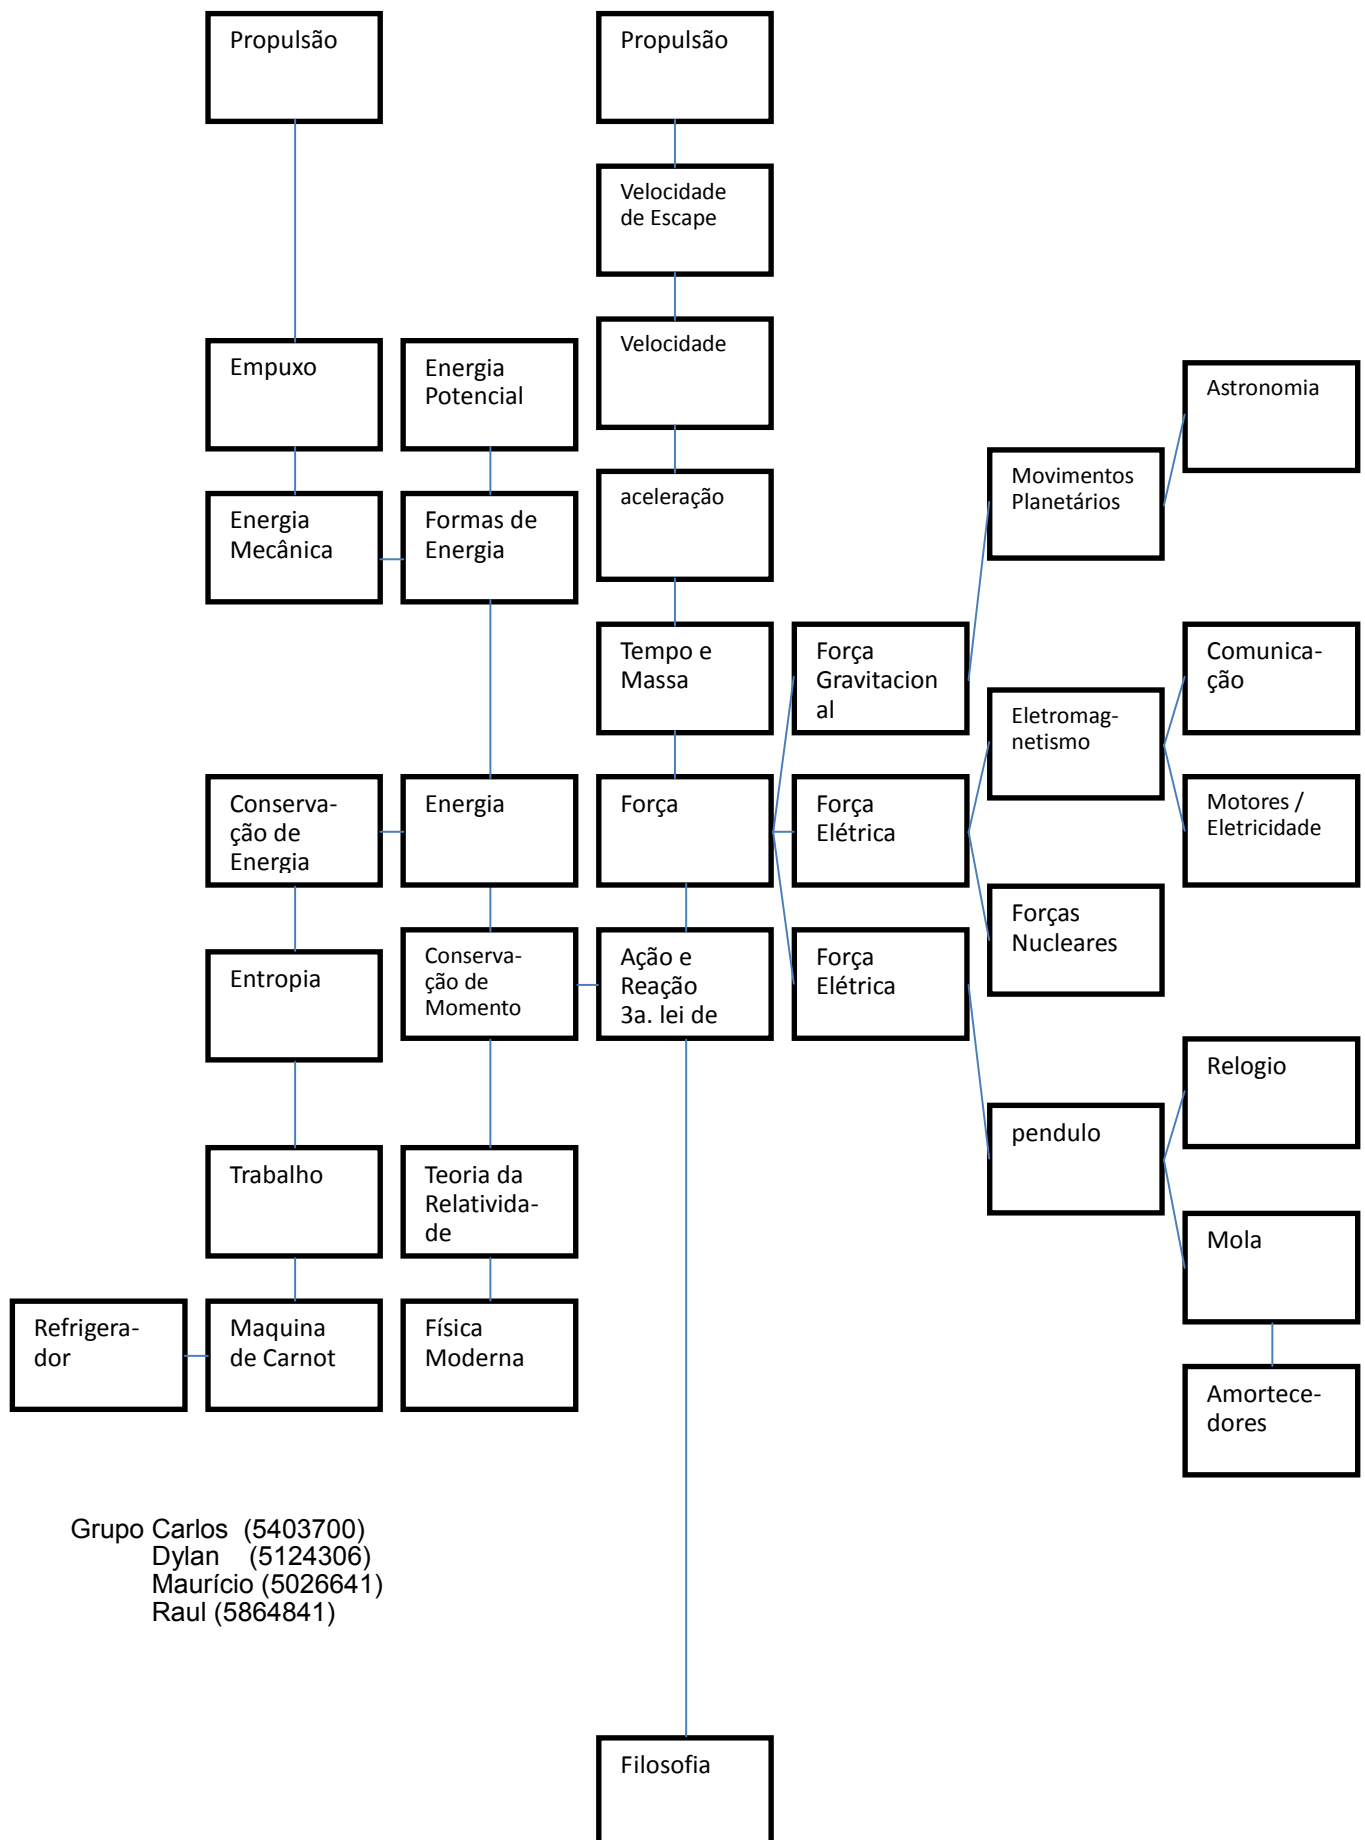 Propulsão
Propulsão
Velocidade
de Escape
Velocidade
Empuxo
Energia
Potencial
Astronomia
Movimentos
Planetários
aceleração
Energia
Mecânica
Formas de
Energia
Tempo e
Massa
Força
Gravitacion
al
Comunica-
ção
Eletromag-
netismo
Conserva-
ção de
Energia
Energia
Força
Força
Elétrica
Motores /
Eletricidade
Forças
Nucleares
Entropia
Conserva-
ção de
Momento
Ação e
Reação
3a. lei de
Força
Elétrica
Relogio
pendulo
Trabalho
Teoria da
Relativida-
de
Mola
Refrigera-
dor
Maquina
de Carnot
Física
Moderna
Amortece-
dores
Grupo Carlos (5403700)
Dylan (5124306)
Maurício (5026641)
Raul (5864841)
Filosofia